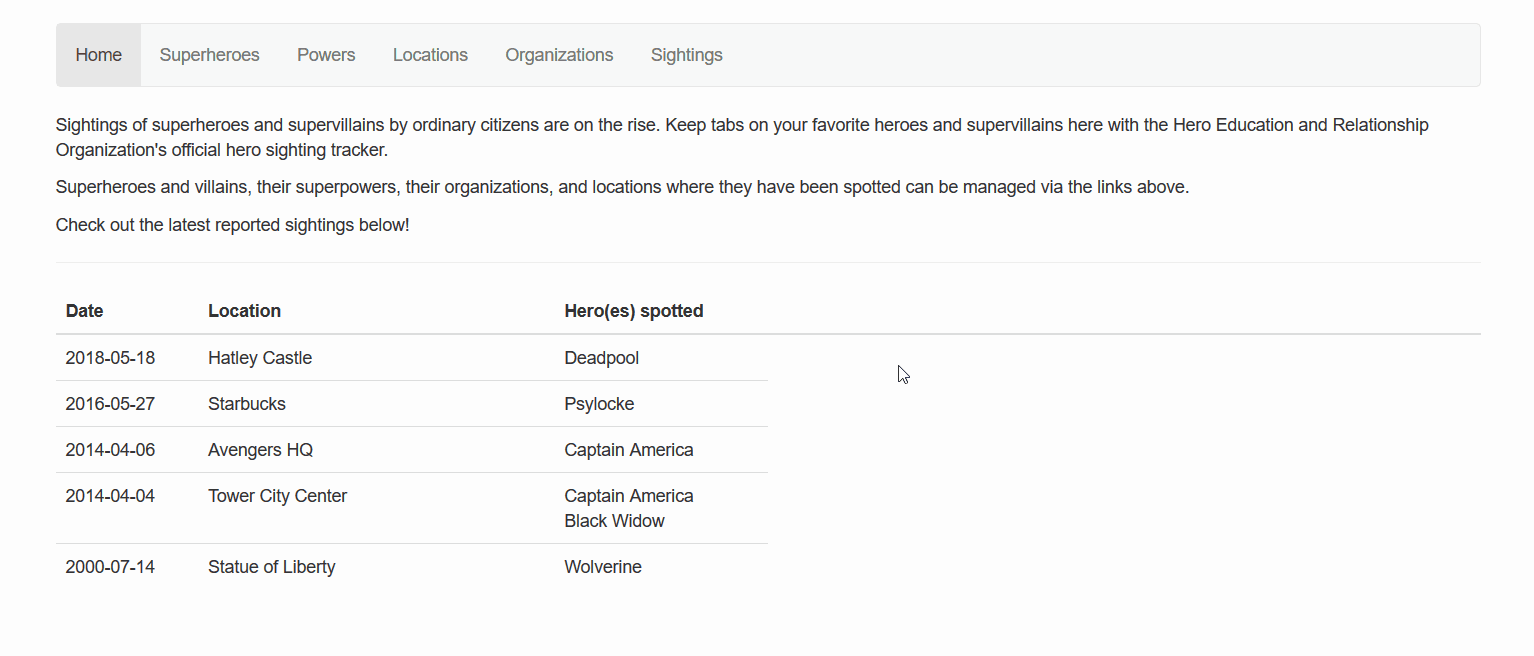 Home Superheroes Powers Locations Organizations Sightings
Sightings of superheroes and supervillains by ordinary citizens are on the rise. Keep tabs on your favorite heroes and supervillains here with the Hero Education and Relationship
Organization's official hero sighting tracker.
Superheroes and villains, their superpowers, their organizations, and locations where they have been spotted can be managed via the links above.
Check out the latest reported sightings below!
Date Location Hero(es) spotted
2018-05-18 Hatley Castle Deadpool
2016-05-27 Starbucks Psylocke
2014-04-06 Avengers HQ Captain America
2014-04-04 Tower City Center Captain America
Black Widow
2000-07-14 Statue of Liberty Wolverine